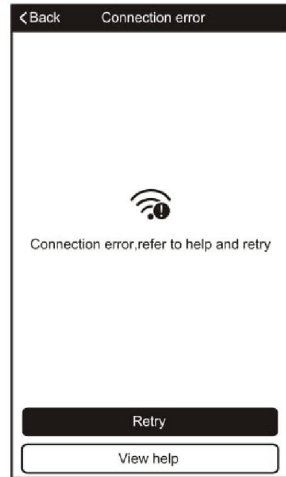 Back
Connection error
Connection error,refer to help and retry
Retry
View help